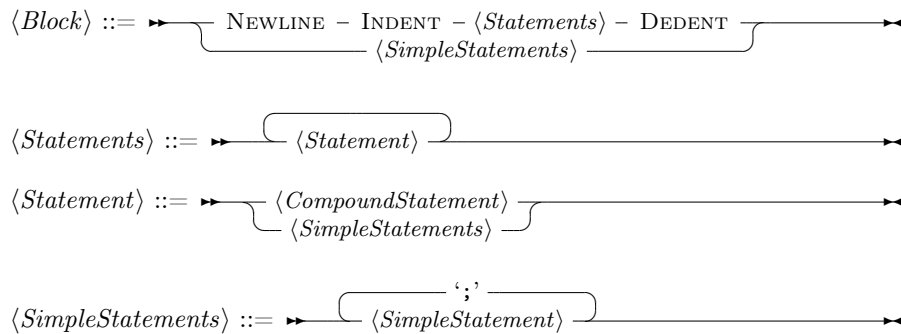 ⟨Block⟩ ::= NEWLINE – INDENT – ⟨Statements⟩ – DEDENT
⟨SimpleStatements⟩
⟨Statements⟩ ::= ⟨Statement⟩
⟨Statement⟩ ::= ⟨CompoundStatement⟩
⟨SimpleStatements⟩
‘;’
⟨SimpleStatements⟩ ::= ⟨SimpleStatement⟩